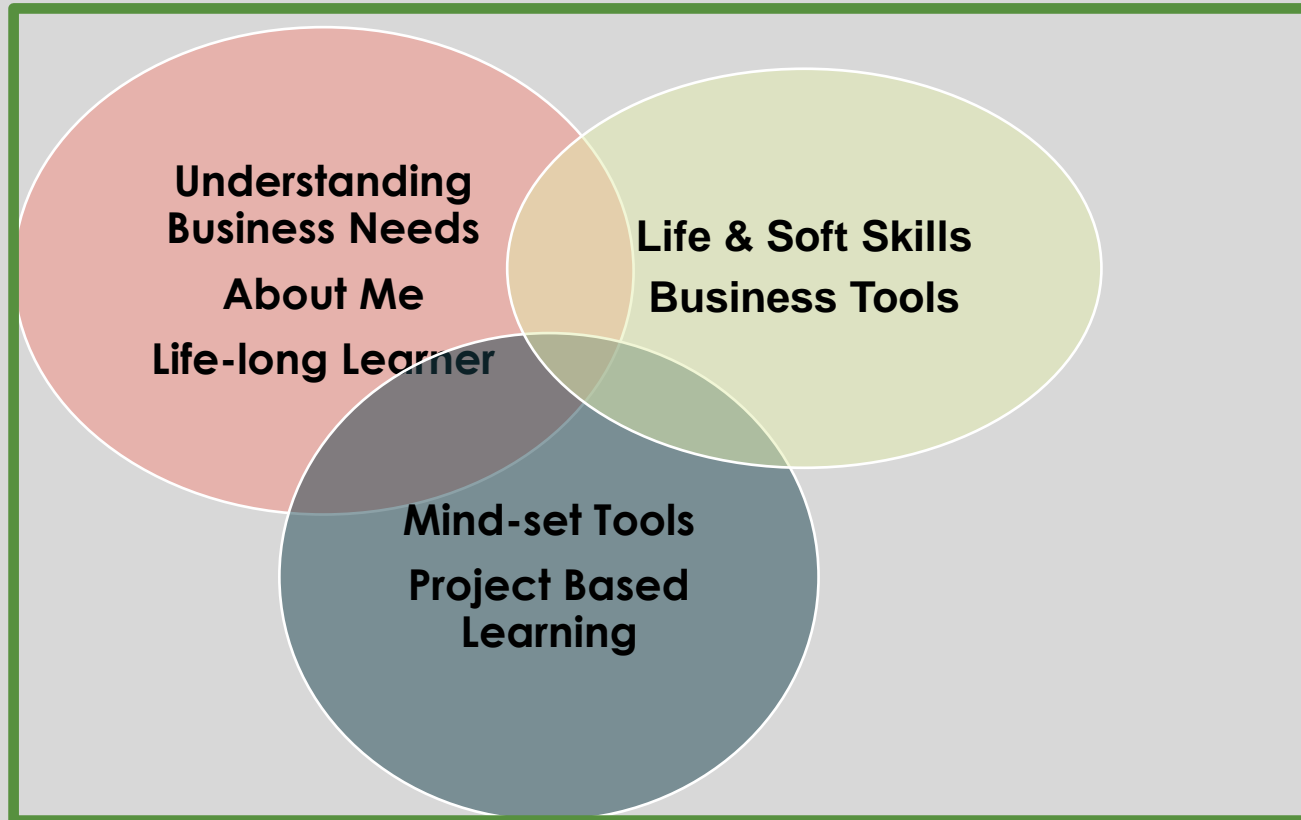 Understanding
Business Needs
About Me
Life-long Learner
Life & Soft Skills
Business Tools
Mind-set Tools
Project Based
Learning